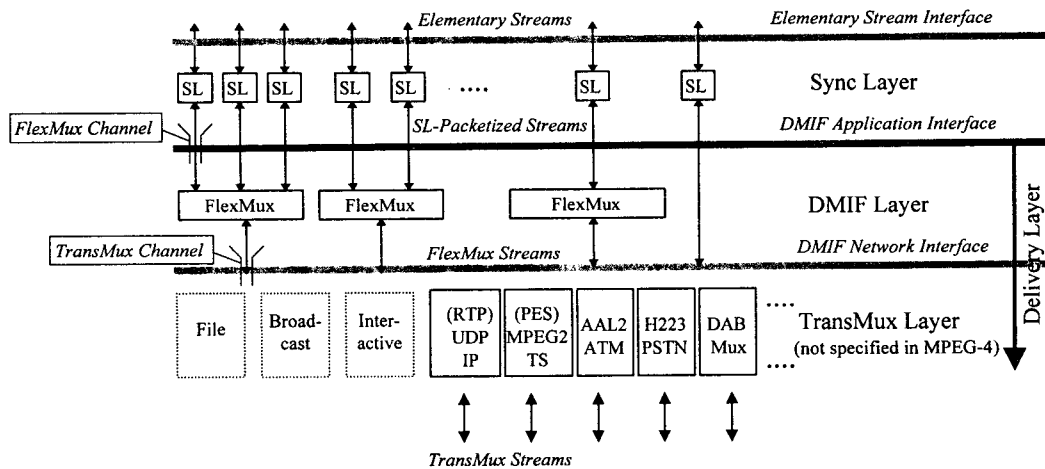 Elementary Streams
Elementary Stream Interface
SL SL SL SL SL .... SL SL
Sync Layer
FlexMux Channel
SL-Packetized Streams
DMIF Application Interface
FlexMux FlexMux FlexMux
DMIF Layer
Delivery Layer
TransMux Channel
FlexMux Streams
DMIF Network Interface
File
Broad-
cast
Inter-
active
(RTP)
UDP
IP
(PES)
MPEG2
TS
AAL2
ATM
H223
PSTN
DAB
Mux
....
....
TransMux Layer
(not specified in MPEG-4)
TransMux Streams